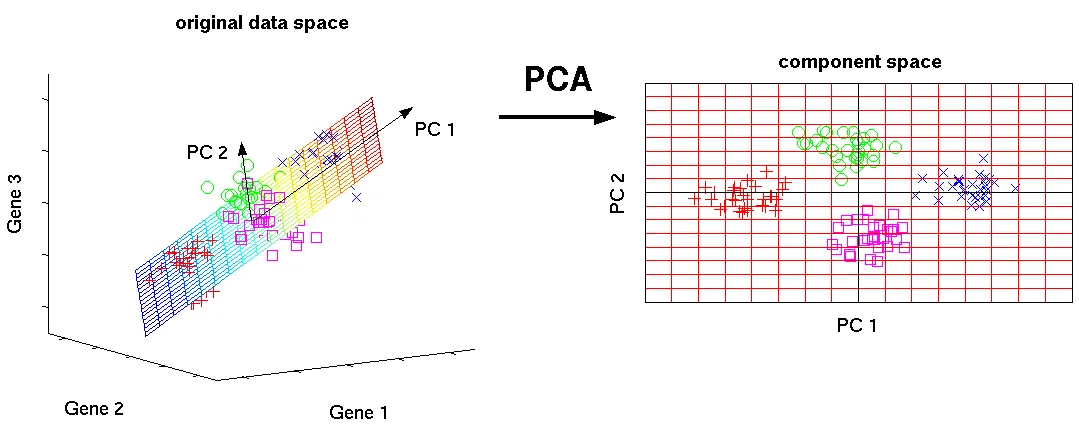 original data space
PCA
component space
PC 1
PC 2
Gene 3
PC 2
Gene 2
Gene 1
PC 1